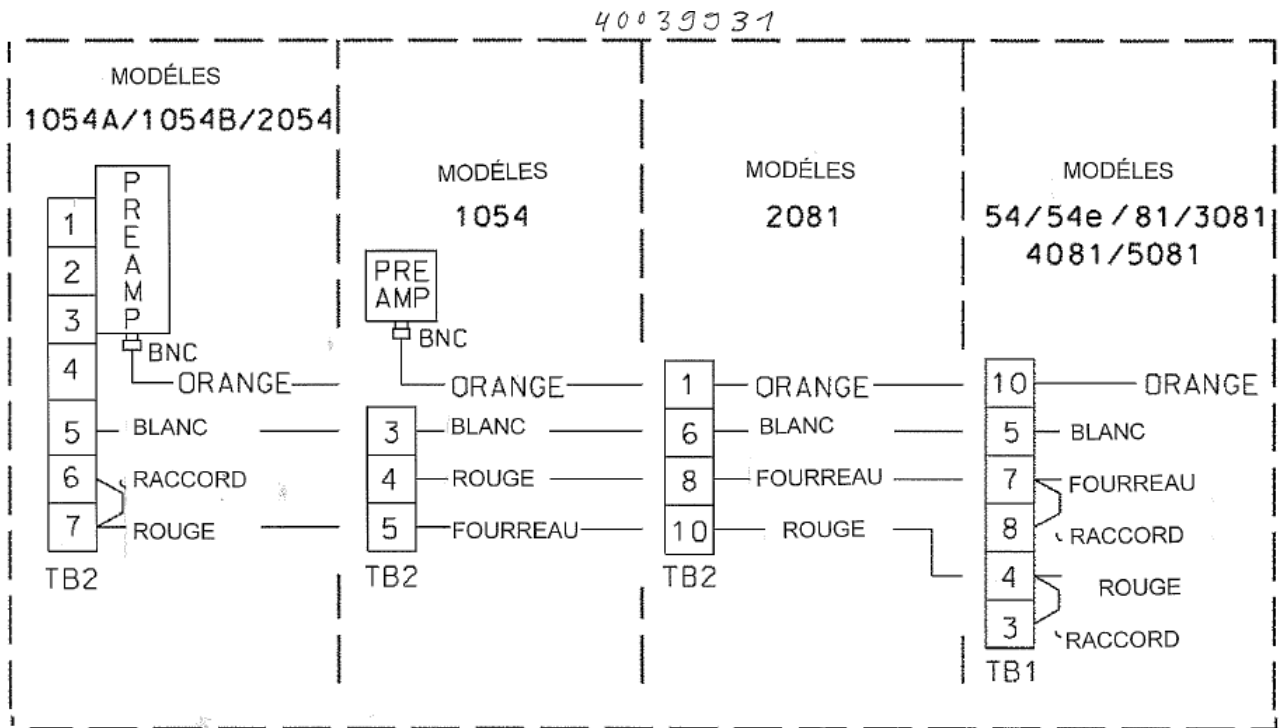 40039931
MODÉLES
1054A/1054B/2054
PREAMP
1
2
3
4
5
6
7
BNC
ORANGE
BLANC
RACCORD
ROUGE
TB2
MODÉLES
1054
PRE
AMP
BNC
ORANGE
3 BLANC
4 ROUGE
5 FOURREAU
TB2
MODÉLES
2081
1 ORANGE
6 BLANC
8 FOURREAU
10 ROUGE
TB2
MODÉLES
54/54e/81/3081
4081/5081
10 ORANGE
5 BLANC
7 FOURREAU
8 RACCORD
4 ROUGE
3 RACCORD
TB1